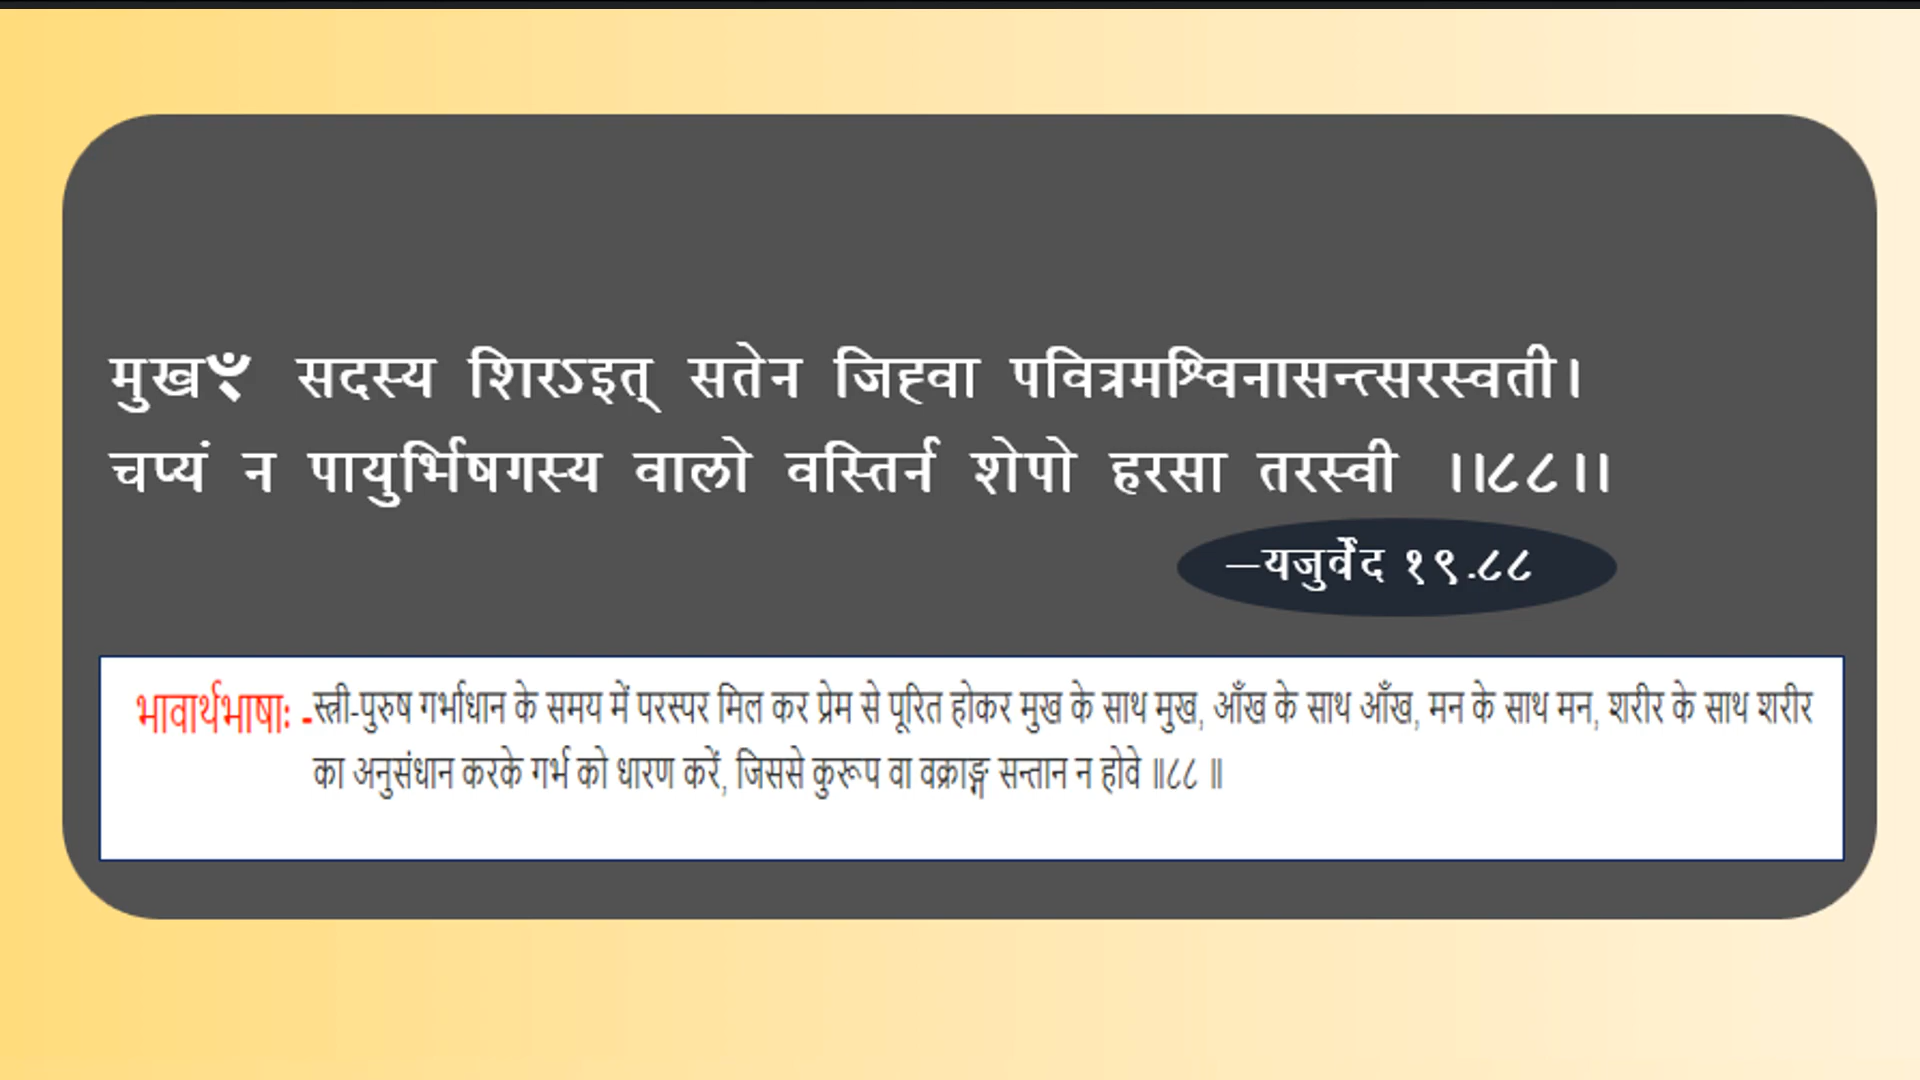 मुखꣳ सदस्य शिरऽइत् सतेन जिह्वा पवित्रमश्विनासन्त्सरस्वती।
चप्यं न पायुर्भिषगस्य वालो वस्तिर्न शेपो हरसा तरस्वी ।।८८।।
–यजुर्वेद १९.८८
भावार्थभाषाः -स्त्री-पुरुष गर्भाधान के समय में परस्पर मिल कर प्रेम से पूरित होकर मुख के साथ मुख, आँख के साथ आँख, मन के साथ मन, शरीर के साथ शरीर
का अनुसंधान करके गर्भ को धारण करें, जिससे कुरूप वा वक्राङ्ग सन्तान न होवे ॥८८ ॥